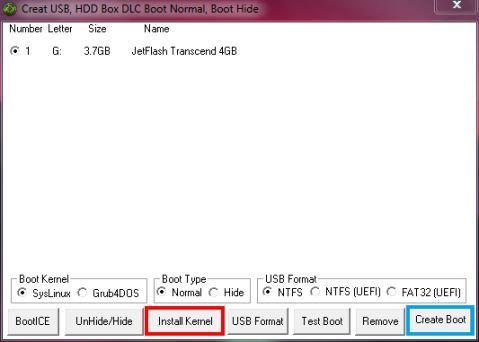 Creat USB, HDD Box DLC Boot Normal, Boot Hide
x
Number Letter Size Name
1 G: 3.7GB JetFlash Transcend 4GB
Boot Kernel Boot Type USB Format
SysLinux Grub4DOS Normal Hide NTFS NTFS (UEFI) FAT32 (UEFI)
BootICE UnHide/Hide Install Kernel USB Format Test Boot Remove Create Boot